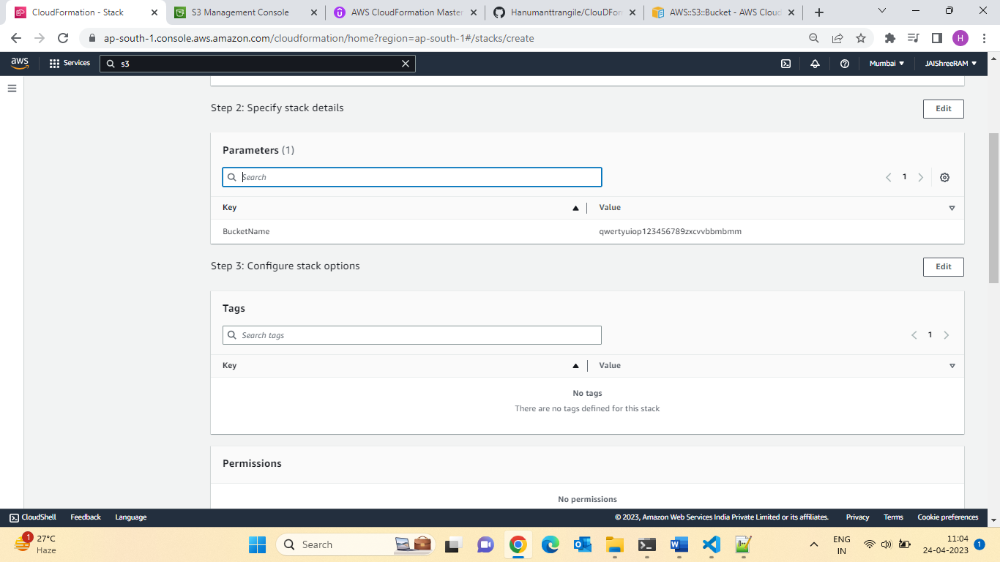 CloudFormation - Stack
S3 Management Console
AWS CloudFormation Master
Hanumanttrangile/ClouDFor
AWS::S3::Bucket - AWS Cloud
ap-south-1.console.aws.amazon.com/cloudformation/home?region=ap-south-1#/stacks/create
H
aws
Services
s3
Mumbai
JAIShreeRAM
Step 2: Specify stack details
Edit
Parameters (1)
Search
1
Key
Value
BucketName
qwertyuiop123456789zxcvvbbmbmm
Step 3: Configure stack options
Edit
Tags
Search tags
1
Key
Value
No tags
There are no tags defined for this stack
Permissions
No permissions
CloudShell
Feedback
Language
© 2023, Amazon Web Services India Private Limited or its affiliates.
Privacy
Terms
Cookie preferences
1
27°C
Haze
Search
ENG
IN
11:04
24-04-2023
1